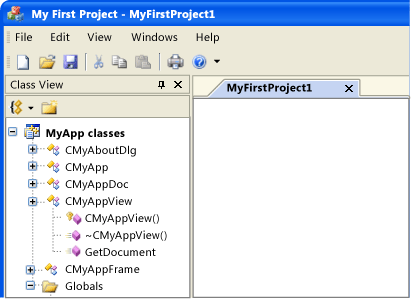 My First Project - MyFirstProject1
File Edit View Windows Help
Class View
MyFirstProject1
MyApp classes
CMyAboutDlg
CMyApp
CMyAppDoc
CMyAppView
CMyAppView()
~CMyAppView()
GetDocument
CMyAppFrame
Globals